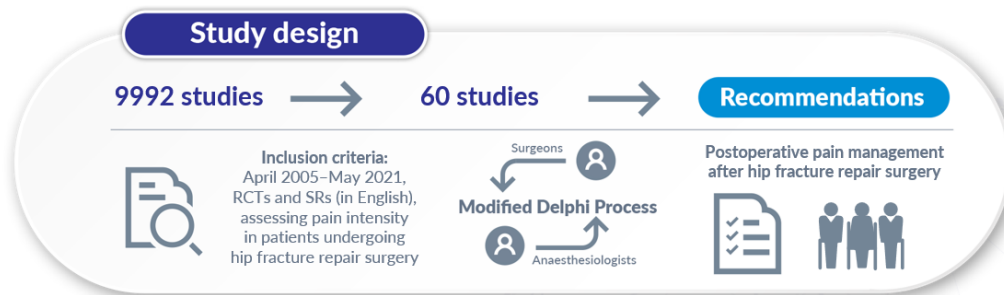 Study design
9992 studies
60 studies
Recommendations
Inclusion criteria:
April 2005–May 2021,
RCTs and SRs (in English),
assessing pain intensity
in patients undergoing
hip fracture repair surgery
Surgeons
Modified Delphi Process
Anaesthesiologists
Postoperative pain management
after hip fracture repair surgery